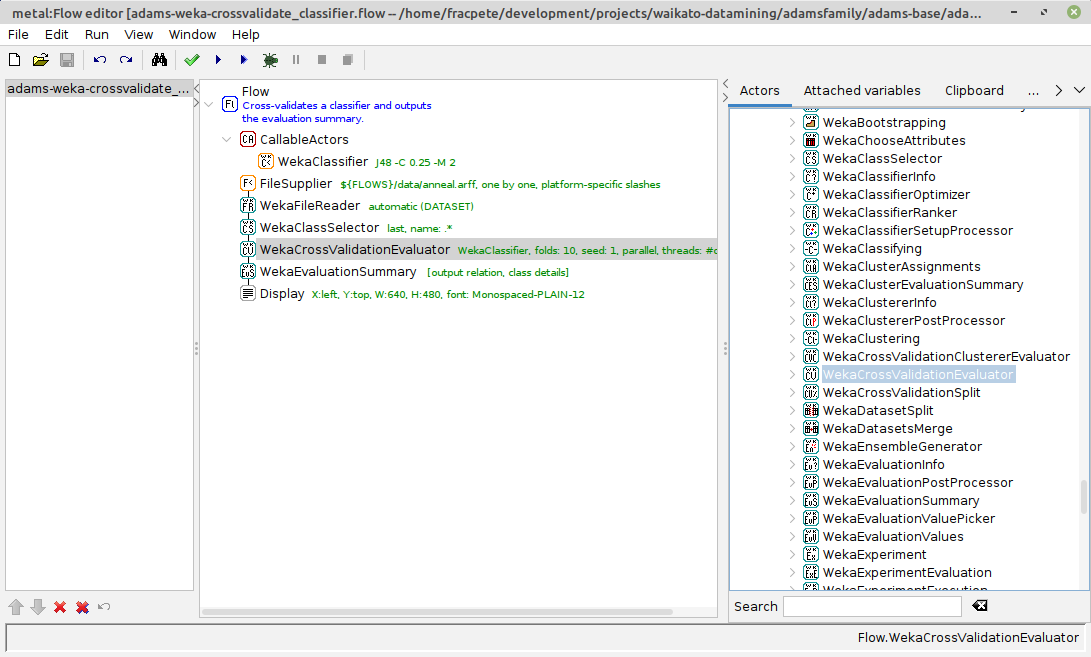 metal:Flow editor [adams-weka-crossvalidate_classifier.flow -- /home/fracpete/development/projects/waikato-datamining/adamsfamily/adams-base/ada...
File Edit Run View Window Help
adams-weka-crossvalidate_...
Flow
Cross-validates a classifier and outputs
the evaluation summary.
CallableActors
WekaClassifier J48 -C 0.25 -M 2
FileSupplier ${FLOWS}/data/anneal.arff, one by one, platform-specific slashes
WekaFileReader automatic (DATASET)
WekaClassSelector last, name: .*
WekaCrossValidationEvaluator WekaClassifier, folds: 10, seed: 1, parallel, threads: #c
WekaEvaluationSummary [output relation, class details]
Display X:left, Y:top, W:640, H:480, font: Monospaced-PLAIN-12
Actors Attached variables Clipboard ...
WekaBootstrapping
WekaChooseAttributes
WekaClassSelector
WekaClassifierInfo
WekaClassifierOptimizer
WekaClassifierRanker
WekaClassifierSetupProcessor
WekaClassifying
WekaClusterAssignments
WekaClusterEvaluationSummary
WekaClustererInfo
WekaClustererPostProcessor
WekaClustering
WekaCrossValidationClustererEvaluator
WekaCrossValidationEvaluator
WekaCrossValidationSplit
WekaDatasetSplit
WekaDatasetsMerge
WekaEnsembleGenerator
WekaEvaluationInfo
WekaEvaluationPostProcessor
WekaEvaluationSummary
WekaEvaluationValuePicker
WekaEvaluationValues
WekaExperiment
WekaExperimentEvaluation
WekaExperimentExecution
Search
Flow.WekaCrossValidationEvaluator